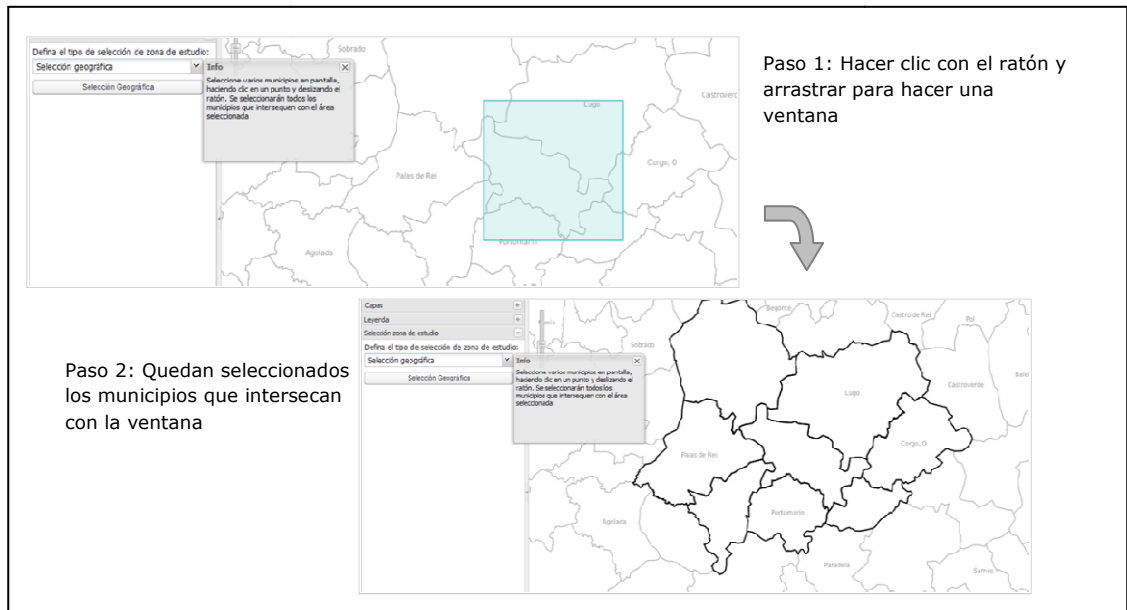 Defina el tipo de selección de zona de estudio:
Selección geográfica
Selección Geográfica
Info
Seleccione varios municipios en pantalla,
haciendo clic en un punto y deslizando el
ratón. Se seleccionarán todos los
municipios que intersequen con el área
seleccionada
Sobrado
Lugo
Castroverde
Corgo, O
Palas de Rei
Portomarín
Agolada
Paso 1: Hacer clic con el ratón y
arrastrar para hacer una
ventana
Paso 2: Quedan seleccionados
los municipios que intersecan
con la ventana
Capas
Leyenda
Selección zona de estudio
Defina el tipo de selección de zona de estudio:
Selección geográfica
Selección Geográfica
Info
Seleccione varios municipios en pantalla,
haciendo clic en un punto y deslizando el
ratón. Se seleccionarán todos los
municipios que intersequen con el área
seleccionada
Begonte
Castro de Rei
Pol
Sobrado
Castroverde
Lugo
Corgo, O
Palas de Rei
Agolada
Portomarín
Paradela
Samos